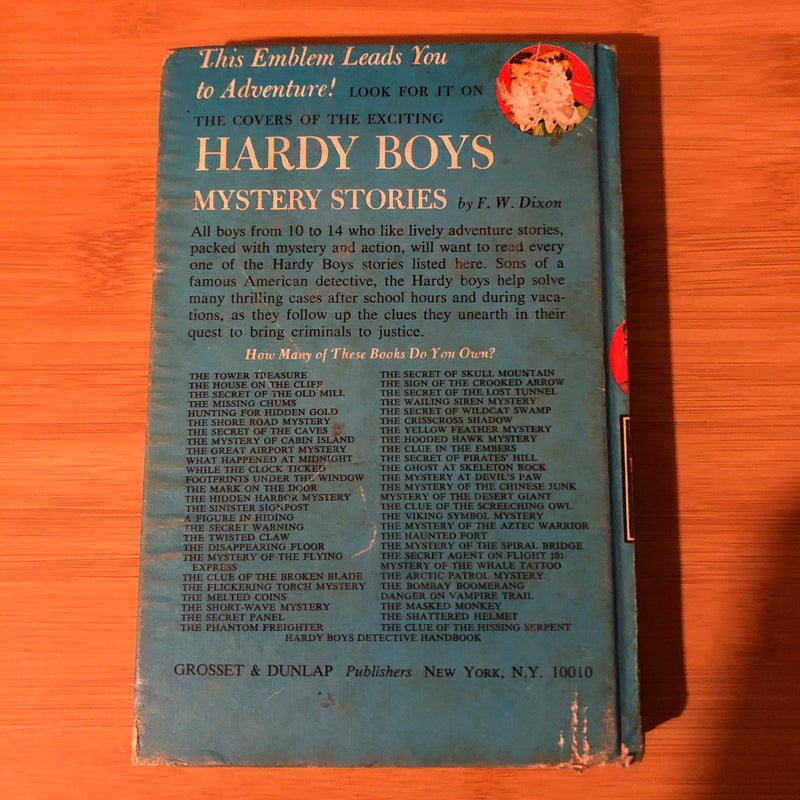 This Emblem Leads You
to Adventure! LOOK FOR IT ON
THE COVERS OF THE EXCITING
HARDY BOYS
MYSTERY STORIES by F. W. Dixon
All boys from 10 to 14 who like lively adventure stories,
packed with mystery and action, will want to read every
one of the Hardy Boys stories listed here. Sons of a
famous American detective, the Hardy boys help solve
many thrilling cases after school hours and during vaca-
tions, as they follow up the clues they unearth in their
quest to bring criminals to justice.
How Many of These Books Do You Own?
THE TOWER TREASURE
THE HOUSE ON THE CLIFF
THE SECRET OF THE OLD MILL
THE MISSING CHUMS
HUNTING FOR HIDDEN GOLD
THE SHORE ROAD MYSTERY
THE SECRET OF THE CAVES
THE MYSTERY OF CABIN ISLAND
THE GREAT AIRPORT MYSTERY
WHAT HAPPENED AT MIDNIGHT
WHILE THE CLOCK TICKED
FOOTPRINTS UNDER THE WINDOW
THE MARK ON THE DOOR
THE HIDDEN HARBOR MYSTERY
THE SINISTER SIGNPOST
A FIGURE IN HIDING
THE SECRET WARNING
THE TWISTED CLAW
THE DISAPPEARING FLOOR
THE MYSTERY OF THE FLYING
EXPRESS
THE CLUE OF THE BROKEN BLADE
THE FLICKERING TORCH MYSTERY
THE MELTED COINS
THE SHORT-WAVE MYSTERY
THE SECRET PANEL
THE PHANTOM FREIGHTER
THE SECRET OF SKULL MOUNTAIN
THE SIGN OF THE CROOKED ARROW
THE SECRET OF THE LOST TUNNEL
THE WAILING SIREN MYSTERY
THE SECRET OF WILDCAT SWAMP
THE CRISSCROSS SHADOW
THE YELLOW FEATHER MYSTERY
THE HOODED HAWK MYSTERY
THE CLUE IN THE EMBERS
THE SECRET OF PIRATES' HILL
THE GHOST AT SKELETON ROCK
THE MYSTERY AT DEVIL'S PAW
THE MYSTERY OF THE CHINESE JUNK
MYSTERY OF THE DESERT GIANT
THE CLUE OF THE SCREECHING OWL
THE VIKING SYMBOL MYSTERY
THE MYSTERY OF THE AZTEC WARRIOR
THE HAUNTED FORT
THE MYSTERY OF THE SPIRAL BRIDGE
THE SECRET AGENT ON FLIGHT 101
MYSTERY OF THE WHALE TATTOO
THE ARCTIC PATROL MYSTERY
THE BOMBAY BOOMERANG
DANGER ON VAMPIRE TRAIL
THE MASKED MONKEY
THE SHATTERED HELMET
THE CLUE OF THE HISSING SERPENT
HARDY BOYS DETECTIVE HANDBOOK
GROSSET & DUNLAP Publishers NEW YORK, N.Y. 10010